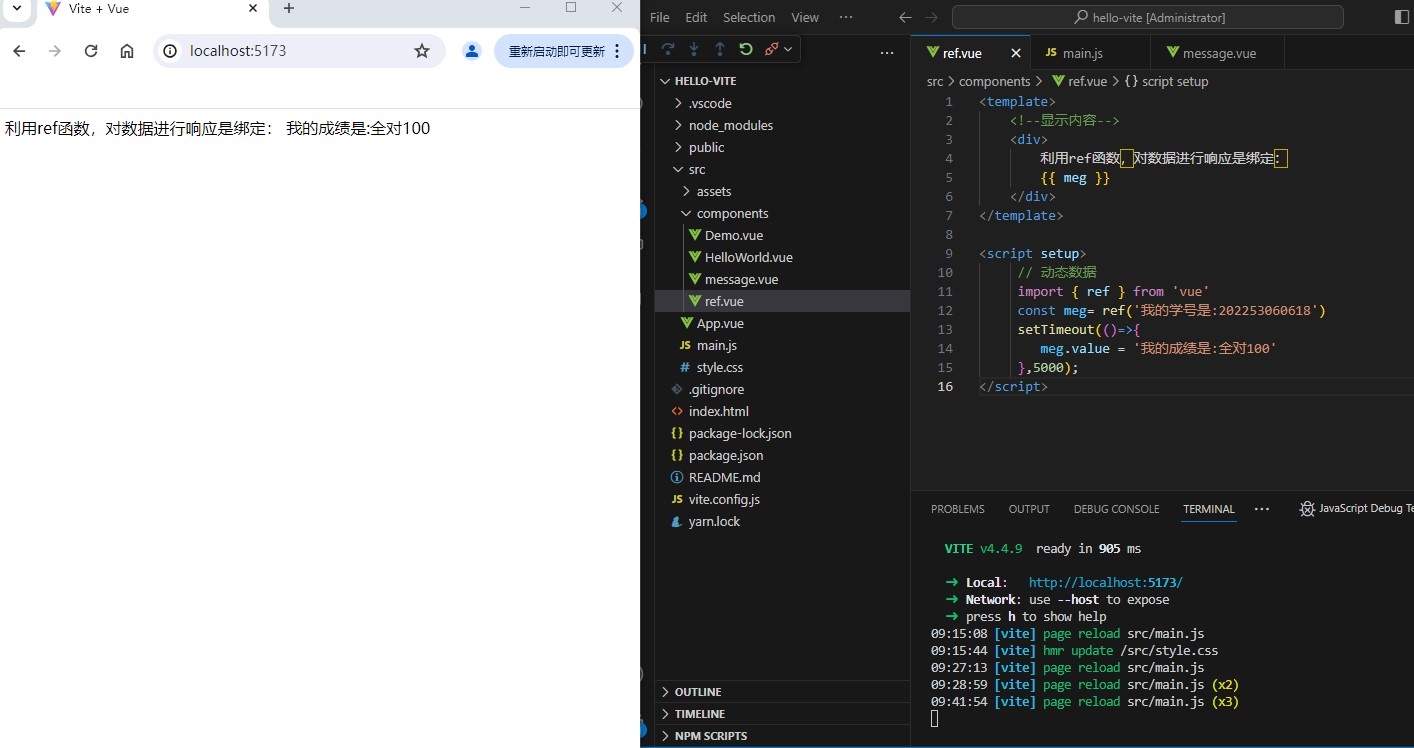 Vite + Vue
localhost:5173
重新启动即可更新
利用ref函数，对数据进行响应是绑定： 我的成绩是:全对100
File Edit Selection View
hello-vite [Administrator]
HELLO-VITE
.vscode
node_modules
public
src
assets
components
Demo.vue
HelloWorld.vue
message.vue
ref.vue
App.vue
JS main.js
# style.css
.gitignore
<> index.html
{} package-lock.json
{} package.json
README.md
JS vite.config.js
yarn.lock
OUTLINE
TIMELINE
NPM SCRIPTS
ref.vue JS main.js message.vue
src > components > ref.vue > {} script setup
1 <template>
2 <!--显示内容-->
3 <div>
4 利用ref函数，对数据进行响应是绑定：
5 {{ meg }}
6 </div>
7 </template>
8
9 <script setup>
10 // 动态数据
11 import { ref } from 'vue'
12 const meg= ref('我的学号是:202253060618')
13 setTimeout(()=>{
14 meg.value = '我的成绩是:全对100'
15 },5000);
16 </script>
PROBLEMS OUTPUT DEBUG CONSOLE TERMINAL ··· JavaScript Debug Te
VITE v4.4.9 ready in 905 ms
➜ Local: http://localhost:5173/
➜ Network: use --host to expose
➜ press h to show help
09:15:08 [vite] page reload src/main.js
09:15:44 [vite] hmr update /src/style.css
09:27:13 [vite] page reload src/main.js
09:28:59 [vite] page reload src/main.js (x2)
09:41:54 [vite] page reload src/main.js (x3)